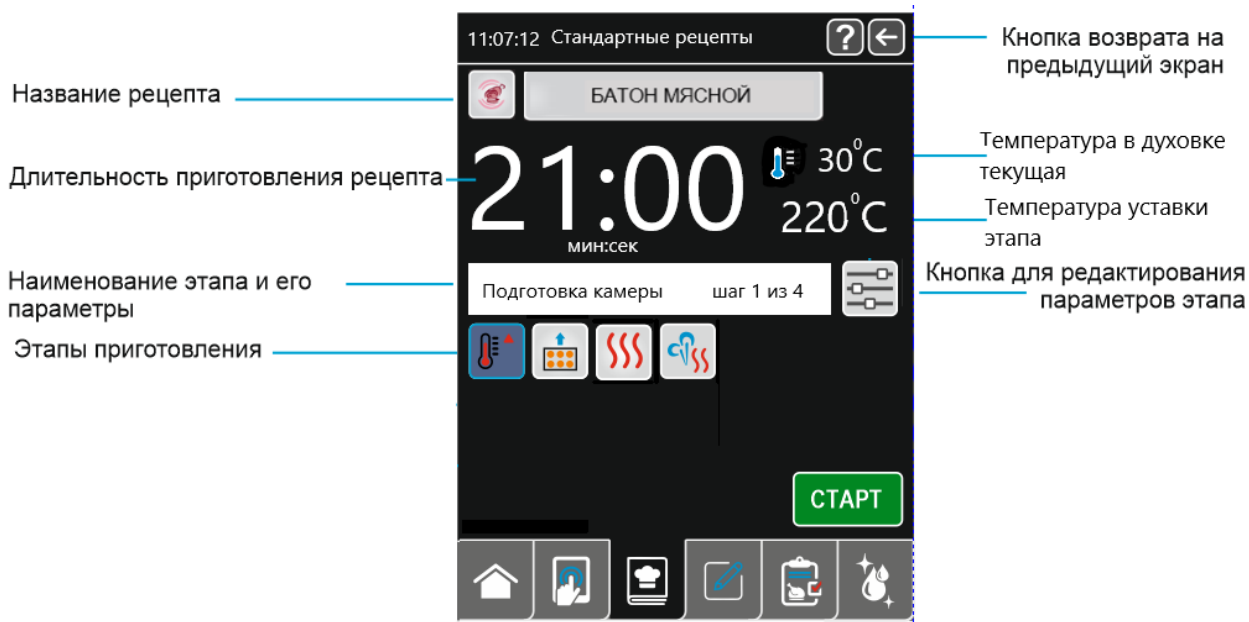 11:07:12 Стандартные рецепты ?
Кнопка возврата на
предыдущий экран
Название рецепта
БАТОН МЯСНОЙ
Длительность приготовления рецепта
21:00
мин:сек
30°C
220°C
Температура в духовке
текущая
Температура уставки
этапа
Наименование этапа и его
параметры
Подготовка камеры шаг 1 из 4
Кнопка для редактирования
параметров этапа
Этапы приготовления
СТАРТ